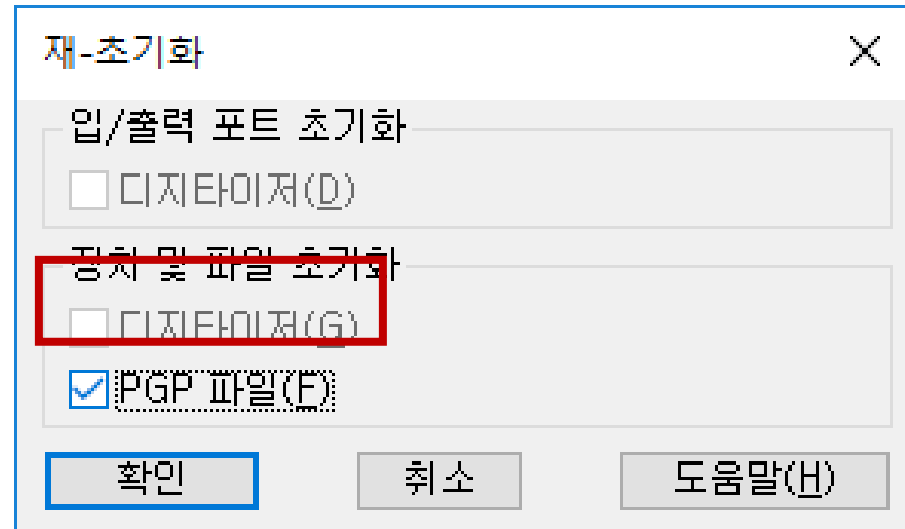 재-초기화
입/출력 포트 초기화
디지타이저(D)
장치 및 파일 초기화
디지타이저(G)
PGP 파일(F)
확인 취소 도움말(H)